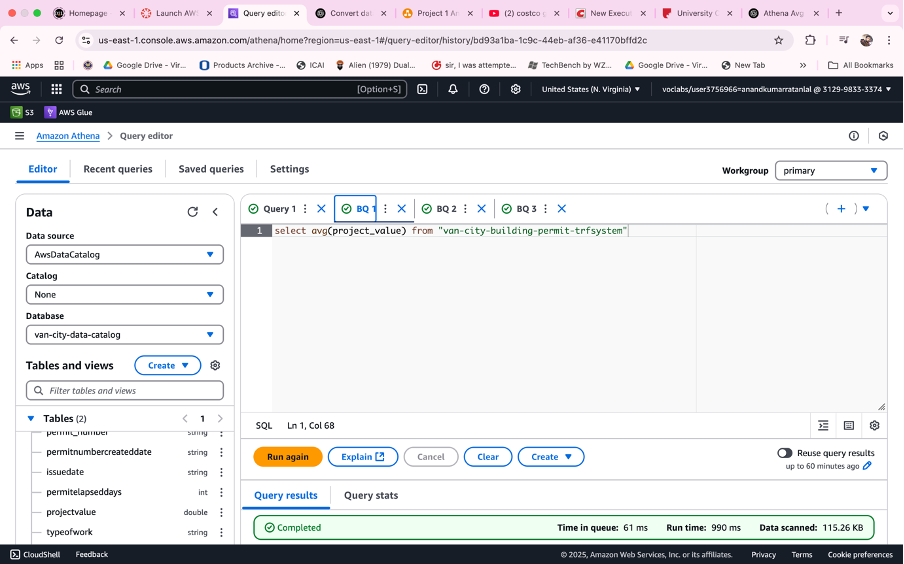 Query editor
Launch AWS
Convert dat
Project 1 An
(2) costco g
New Execut
University C
Athena Avg
us-east-1.console.aws.amazon.com/athena/home?region=us-east-1#/query-editor/history/bd93a1ba-1c9c-44eb-af36-e41170bffd2c
Apps
Google Drive – Vir...
Products Archive –...
ICAI
Alien (1979) Dual...
sir, i was attempte...
TechBench by WZ...
Google Drive – Vir...
New Tab
All Bookmarks
aws
Search
[Option+S]
United States (N. Virginia)
voclabs/user3756966=anandkumarratanlal @ 3129-9833-3374
S3
AWS Glue
Amazon Athena
Query editor
Editor
Recent queries
Saved queries
Settings
Workgroup
primary
Data
Data source
AwsDataCatalog
Catalog
None
Database
van-city-data-catalog
Tables and views
Create
Filter tables and views
Tables (2)
1
permit_number
string
permitnumbercreateddate
string
issuedate
string
permitelapseddays
int
projectvalue
double
typeofwork
string
Query 1
BQ 1
BQ 2
BQ 3
1 select avg(project_value) from "van-city-building-permit-trfsystem"
SQL
Ln 1, Col 68
Run again
Explain
Cancel
Clear
Create
Reuse query results
up to 60 minutes ago
Query results
Query stats
Completed
Time in queue: 61 ms
Run time: 990 ms
Data scanned: 115.26 KB
CloudShell
Feedback
© 2025, Amazon Web Services, Inc. or its affiliates.
Privacy
Terms
Cookie preferences